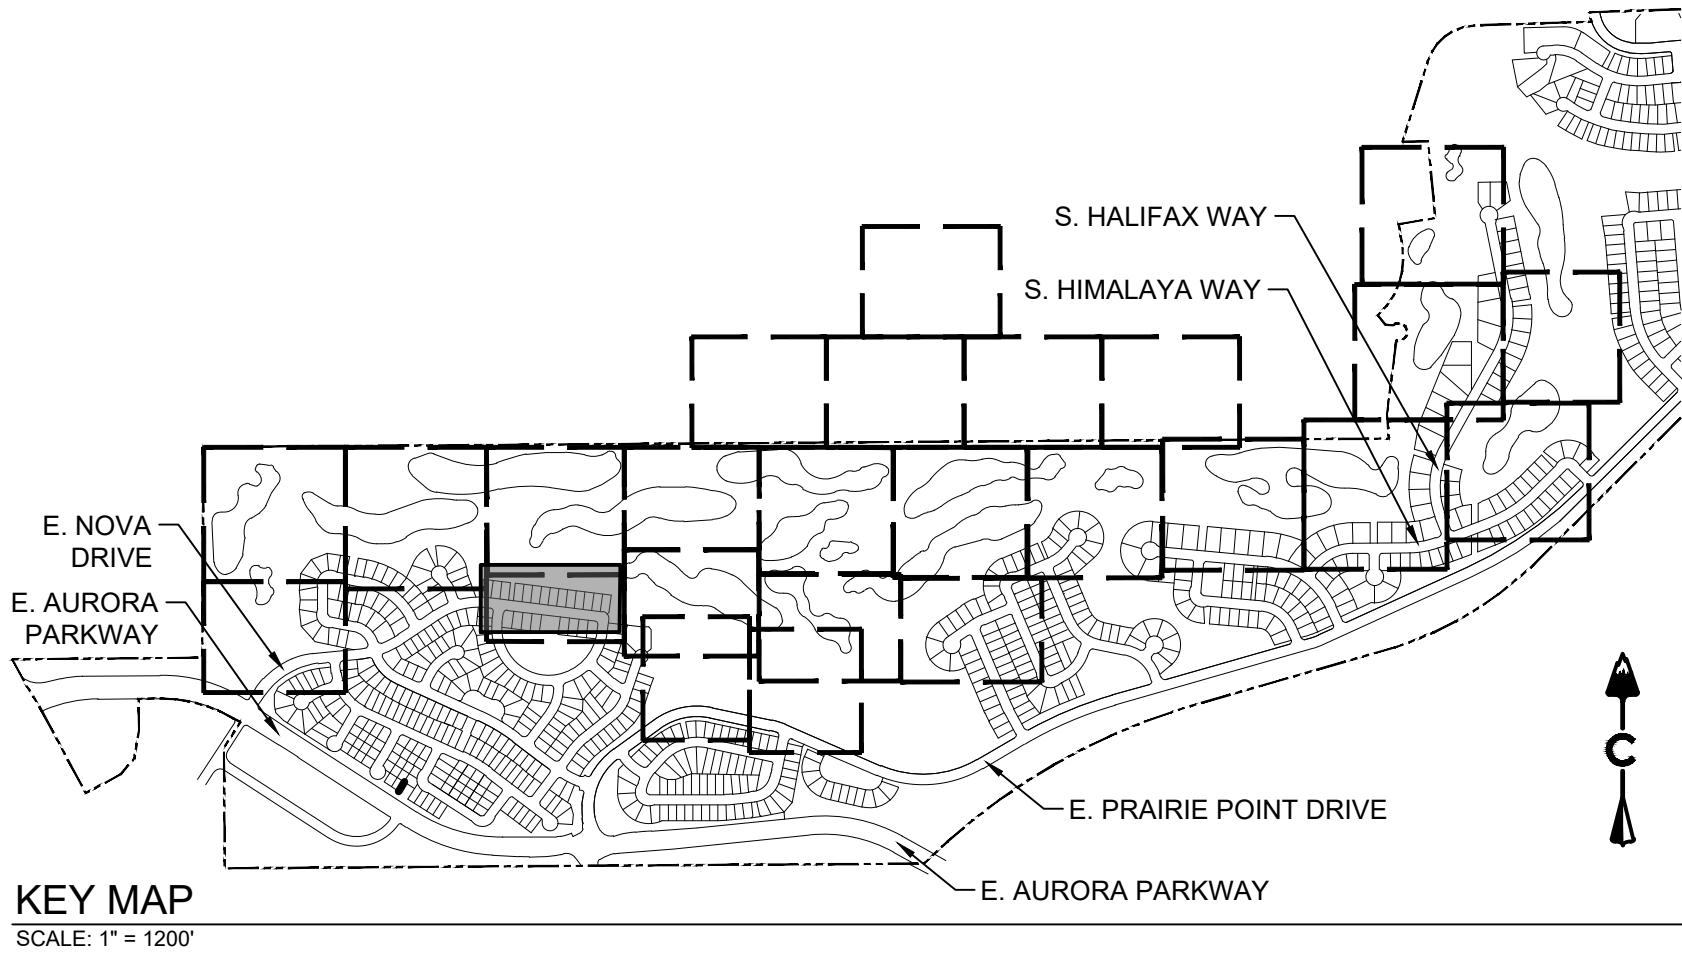 S. HALIFAX WAY
S. HIMALAYA WAY
E. NOVA
DRIVE
E. AURORA
PARKWAY
C
E. PRAIRIE POINT DRIVE
E. AURORA PARKWAY
KEY MAP
SCALE: 1" = 1200'